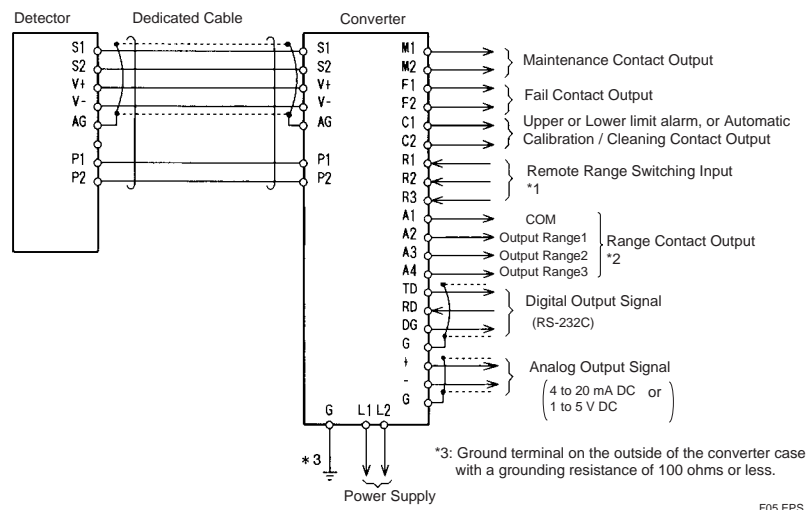 Detector
Dedicated Cable
Converter
S1
S2
V+
V-
AG
P1
P2
S1
S2
V+
V-
AG
P1
P2
M1
M2
F1
F2
C1
C2
R1
R2
R3
A1
A2
A3
A4
TD
RD
DG
G
+
-
G
Maintenance Contact Output
Fail Contact Output
Upper or Lower limit alarm, or Automatic
Calibration / Cleaning Contact Output
Remote Range Switching Input
*1
COM
Output Range1
Output Range2
Output Range3
Range Contact Output
*2
Digital Output Signal
(RS-232C)
Analog Output Signal
4 to 20 mA DC or
1 to 5 V DC
G L1 L2
*3
Power Supply
*3: Ground terminal on the outside of the converter case
with a grounding resistance of 100 ohms or less.
F05.EPS